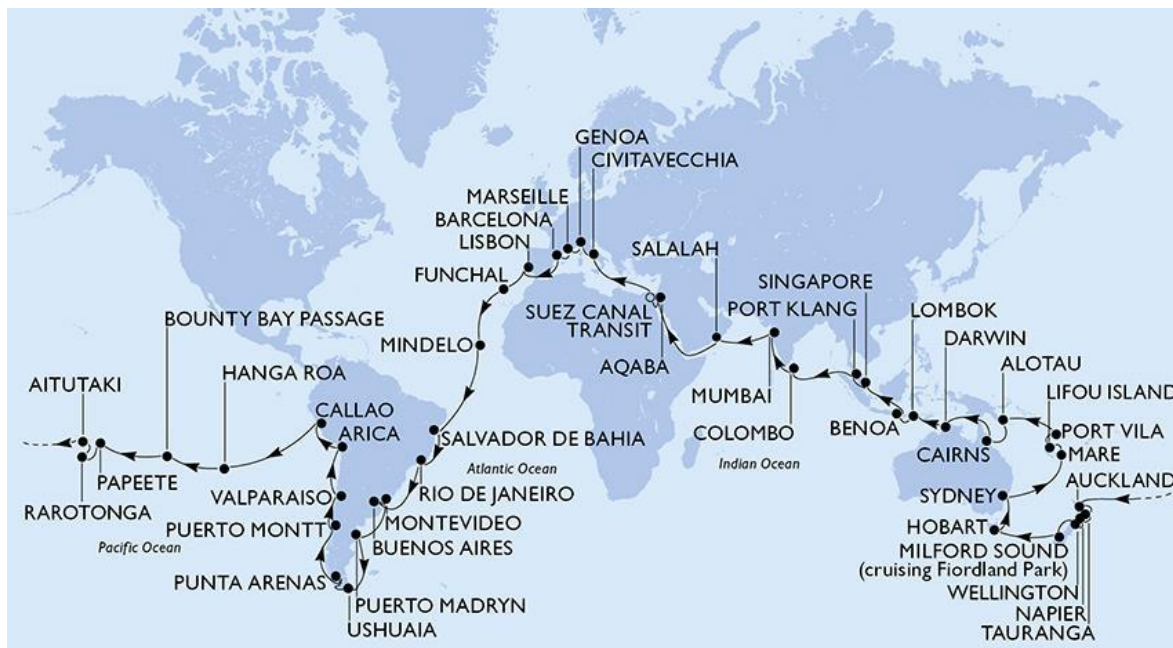 GENOA
CIVITAVECCHIA
MARSEILLE
BARCELONA
LISBON
SALALAH
FUNCHAL
SINGAPORE
SUEZ CANAL
TRANSIT
PORT KLANG
LOMBOK
BOUNTY BAY PASSAGE
DARWIN
MINDELO
ALOTAU
AQABA
HANGA ROA
AITUTAKI
LIFOU ISLAND
MUMBAI
CALLAO
ARICA
BENOA
PORT VILA
COLOMBO
SALVADOR DE BAHIA
CAIRNS
MARE
Atlantic Ocean
Indian Ocean
PAPEETE
AUCKLAND
RAROTONGA
VALPARAISO
RIO DE JANEIRO
SYDNEY
MONTEVIDEO
PUERTO MONTT
HOBART
Pacific Ocean
BUENOS AIRES
MILFORD SOUND
(cruising Fiordland Park)
PUNTA ARENAS
WELLINGTON
PUERTO MADRYN
NAPIER
USHUAIA
TAURANGA